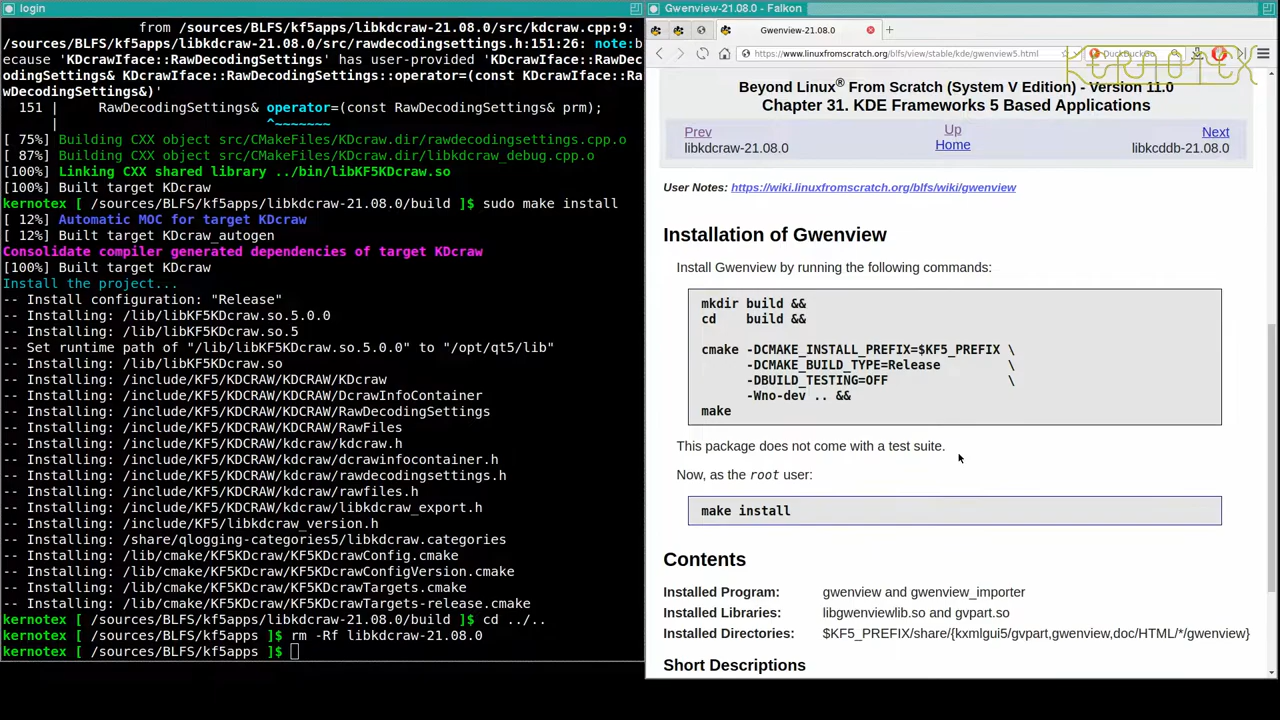 login
from /sources/BLFS/kf5apps/libkdcraw-21.08.0/src/kdcraw.cpp:9:
/sources/BLFS/kf5apps/libkdcraw-21.08.0/src/rawdecodingsettings.h:151:26: note:b
ecause 'KDcrawIface::RawDecodingSettings' has user-provided 'KDcrawIface::RawDe
codingSettings& KDcrawIface::RawDecodingSettings::operator=(const KDcrawIface::Ra
wDecodingSettings&)'
151 | RawDecodingSettings& operator=(const RawDecodingSettings& prm);
| ^~~~~~~~
[ 75%] Building CXX object src/CMakeFiles/KDcraw.dir/rawdecodingsettings.cpp.o
[ 87%] Building CXX object src/CMakeFiles/KDcraw.dir/libkdcraw_debug.cpp.o
[100%] Linking CXX shared library ../bin/libKF5KDcraw.so
[100%] Built target KDcraw
kernotex [ /sources/BLFS/kf5apps/libkdcraw-21.08.0/build ]$ sudo make install
[ 12%] Automatic MOC for target KDcraw
[ 12%] Built target KDcraw_autogen
Consolidate compiler generated dependencies of target KDcraw
[100%] Built target KDcraw
Install the project...
-- Install configuration: "Release"
-- Installing: /lib/libKF5KDcraw.so.5.0.0
-- Installing: /lib/libKF5KDcraw.so.5
-- Set runtime path of "/lib/libKF5KDcraw.so.5.0.0" to "/opt/qt5/lib"
-- Installing: /lib/libKF5KDcraw.so
-- Installing: /include/KF5/KDCRAW/KDCRAW/KDcraw
-- Installing: /include/KF5/KDCRAW/KDCRAW/DcrawInfoContainer
-- Installing: /include/KF5/KDCRAW/KDCRAW/RawDecodingSettings
-- Installing: /include/KF5/KDCRAW/KDCRAW/RawFiles
-- Installing: /include/KF5/KDCRAW/kdcraw/kdcraw.h
-- Installing: /include/KF5/KDCRAW/kdcraw/dcrawinfocontainer.h
-- Installing: /include/KF5/KDCRAW/kdcraw/rawdecodingsettings.h
-- Installing: /include/KF5/KDCRAW/kdcraw/rawfiles.h
-- Installing: /include/KF5/KDCRAW/kdcraw/libkdcraw_export.h
-- Installing: /include/KF5/libkdcraw_version.h
-- Installing: /share/qlogging-categories5/libkdcraw.categories
-- Installing: /lib/cmake/KF5KDcraw/KF5KDcrawConfig.cmake
-- Installing: /lib/cmake/KF5KDcraw/KF5KDcrawConfigVersion.cmake
-- Installing: /lib/cmake/KF5KDcraw/KF5KDcrawTargets.cmake
-- Installing: /lib/cmake/KF5KDcraw/KF5KDcrawTargets-release.cmake
kernotex [ /sources/BLFS/kf5apps/libkdcraw-21.08.0/build ]$ cd ../..
kernotex [ /sources/BLFS/kf5apps ]$ rm -Rf libkdcraw-21.08.0
kernotex [ /sources/BLFS/kf5apps ]$
Gwenview-21.08.0 - Falkon
Gwenview-21.08.0
https://www.linuxfromscratch.org/blfs/view/stable/kde/gwenview5.html
DuckDuckGo
KERNOTEX
Beyond Linux® From Scratch (System V Edition) - Version 11.0
Chapter 31. KDE Frameworks 5 Based Applications
Prev Up Next
libkdcraw-21.08.0 Home libkcddb-21.08.0
User Notes: https://wiki.linuxfromscratch.org/blfs/wiki/gwenview
Installation of Gwenview
Install Gwenview by running the following commands:
mkdir build &&
cd build &&
cmake -DCMAKE_INSTALL_PREFIX=$KF5_PREFIX \
-DCMAKE_BUILD_TYPE=Release \
-DBUILD_TESTING=OFF \
-Wno-dev .. &&
make
This package does not come with a test suite.
Now, as the root user:
make install
Contents
Installed Program: gwenview and gwenview_importer
Installed Libraries: libgwenviewlib.so and gvpart.so
Installed Directories: $KF5_PREFIX/share/{kxmlgui5/gvpart,gwenview,doc/HTML/*/gwenview}
Short Descriptions